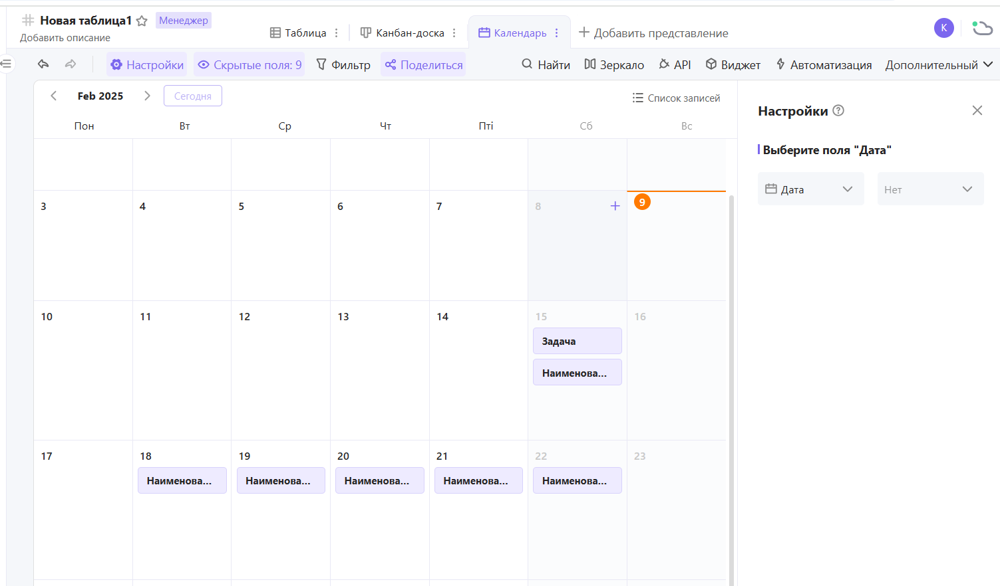 Новая таблица1 Менеджер
Добавить описание
Таблица Канбан-доска Календарь Добавить представление
K
Настройки Скрытые поля: 9 Фильтр Поделиться Найти Зеркало API Виджет Автоматизация Дополнительный
Feb 2025 Сегодня Список записей
Пон Вт Ср Чт Птi Сб Вс
3 4 5 6 7 8 9
10 11 12 13 14 15 16
Задача
Наименова...
17 18 19 20 21 22 23
Наименова... Наименова... Наименова... Наименова... Наименова...
Настройки
Выберите поля "Дата"
Дата Нет